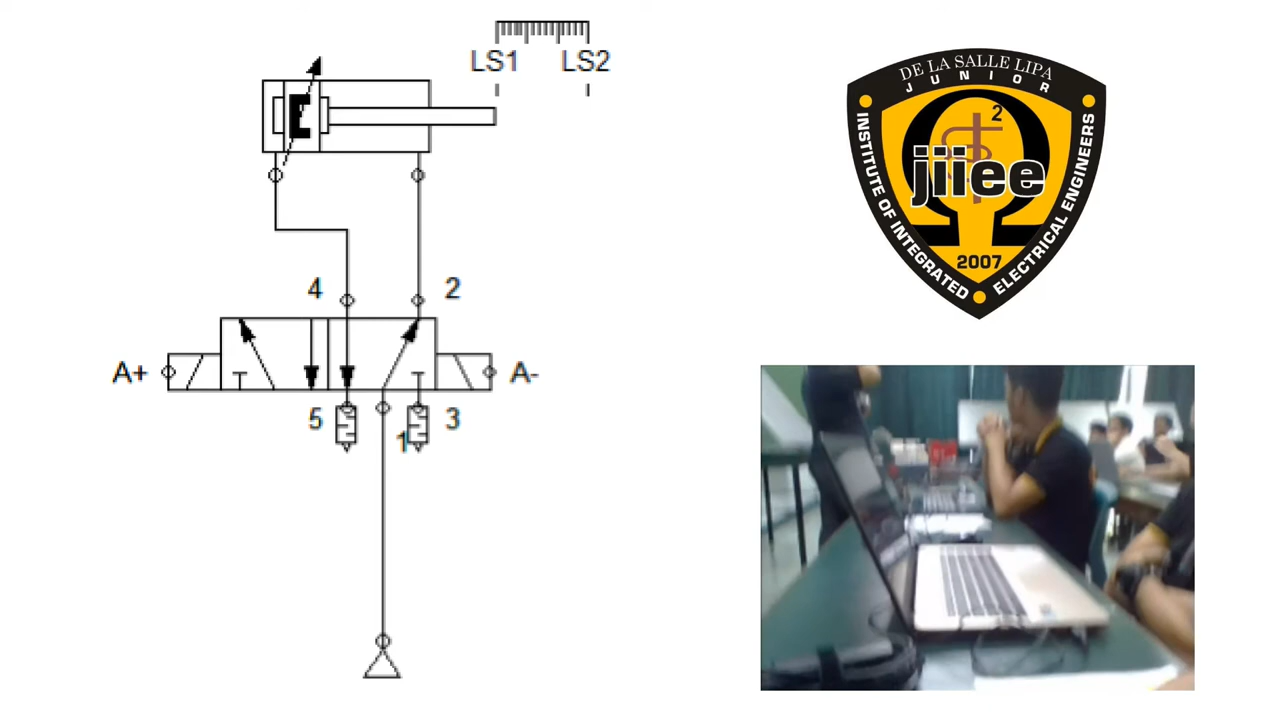 LS1 LS2
4 2
A+ A-
5 1 3
DE LA SALLE LIPA
JUNIOR
2
jiiee
INSTITUTE OF INTEGRATED
ELECTRICAL ENGINEERS
2007